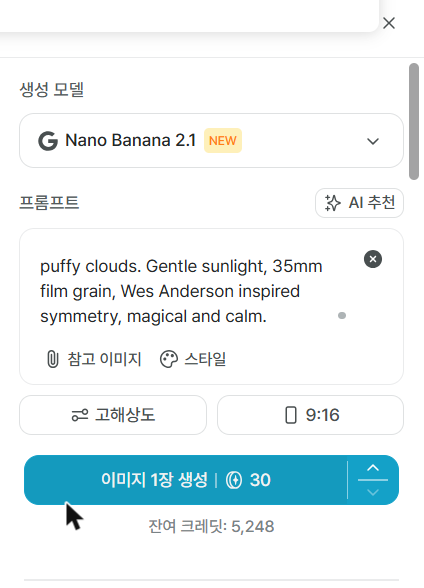 생성 모델
Nano Banana 2.1 NEW
프롬프트
AI 추천
puffy clouds. Gentle sunlight, 35mm
film grain, Wes Anderson inspired
symmetry, magical and calm.
참고 이미지 스타일
고해상도 9:16
이미지 1장 생성 | 30
잔여 크레딧: 5,248